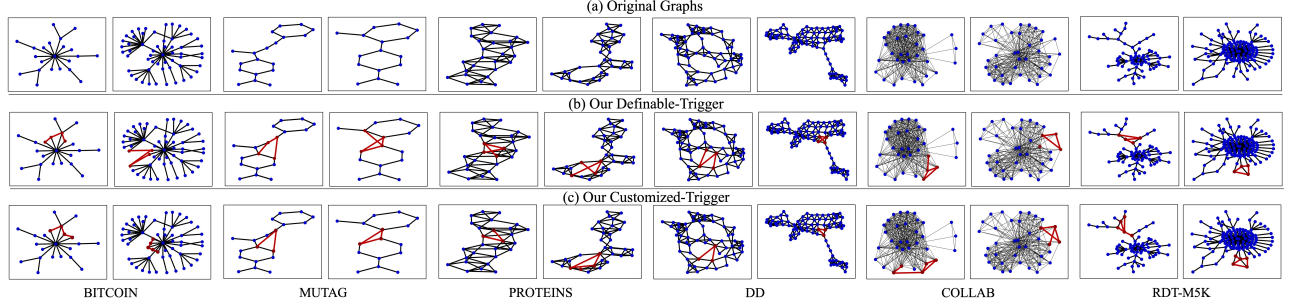 (a) Original Graphs
(b) Our Definable-Trigger
(c) Our Customized-Trigger
BITCOIN MUTAG PROTEINS DD COLLAB RDT-M5K